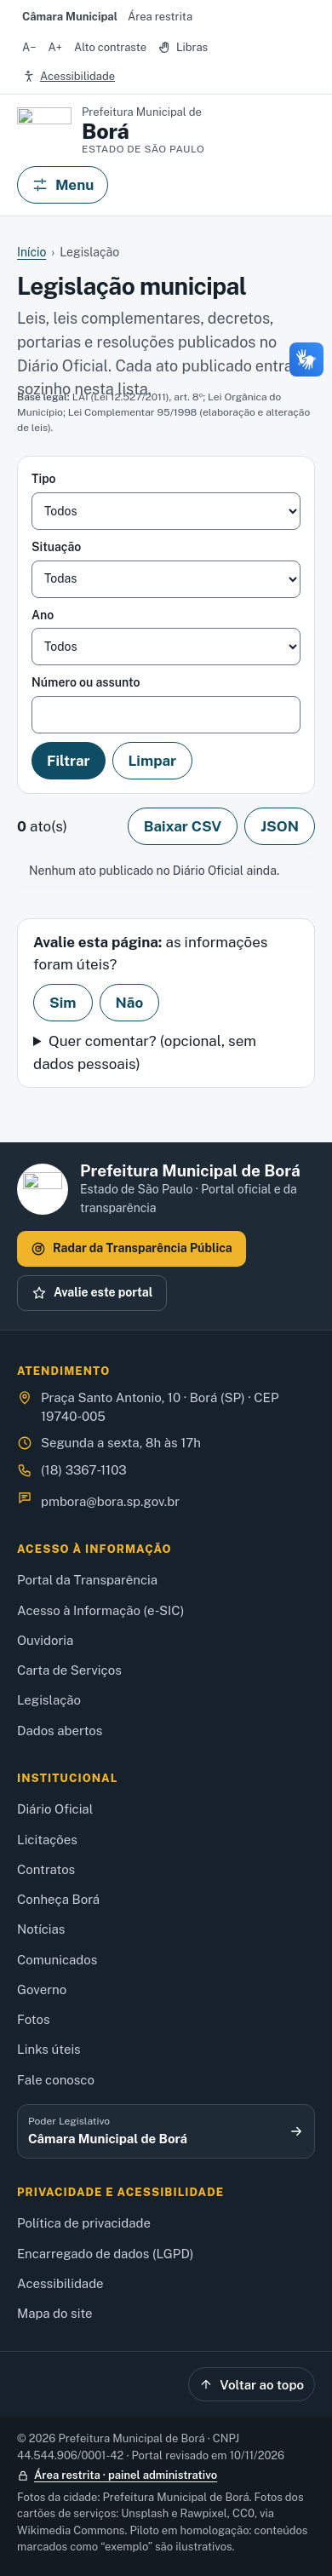 Câmara Municipal Área restrita
A− A+ Alto contraste Libras
Acessibilidade
Prefeitura Municipal de
Borá
ESTADO DE SÃO PAULO
Menu
Início › Legislação
Legislação municipal
Leis, leis complementares, decretos,
portarias e resoluções publicados no
Diário Oficial. Cada ato publicado entra
sozinho nesta lista.
Base legal: LAI (Lei 12.527/2011), art. 8º; Lei Orgânica do
Município; Lei Complementar 95/1998 (elaboração e alteração
de leis).
Tipo
Todos
Situação
Todas
Ano
Todos
Número ou assunto
Filtrar Limpar
0 ato(s) Baixar CSV JSON
Nenhum ato publicado no Diário Oficial ainda.
Avalie esta página: as informações
foram úteis?
Sim Não
Quer comentar? (opcional, sem
dados pessoais)
Prefeitura Municipal de Borá
Estado de São Paulo · Portal oficial e da
transparência
Radar da Transparência Pública
Avalie este portal
ATENDIMENTO
Praça Santo Antonio, 10 · Borá (SP) · CEP
19740-005
Segunda a sexta, 8h às 17h
(18) 3367-1103
pmbora@bora.sp.gov.br
ACESSO À INFORMAÇÃO
Portal da Transparência
Acesso à Informação (e-SIC)
Ouvidoria
Carta de Serviços
Legislação
Dados abertos
INSTITUCIONAL
Diário Oficial
Licitações
Contratos
Conheça Borá
Notícias
Comunicados
Governo
Fotos
Links úteis
Fale conosco
Poder Legislativo
Câmara Municipal de Borá
PRIVACIDADE E ACESSIBILIDADE
Política de privacidade
Encarregado de dados (LGPD)
Acessibilidade
Mapa do site
Voltar ao topo
© 2026 Prefeitura Municipal de Borá · CNPJ
44.544.906/0001-42 · Portal revisado em 10/11/2026
Área restrita · painel administrativo
Fotos da cidade: Prefeitura Municipal de Borá. Fotos dos
cartões de serviços: Unsplash e Rawpixel, CC0, via
Wikimedia Commons. Piloto em homologação: conteúdos
marcados como “exemplo” são ilustrativos.